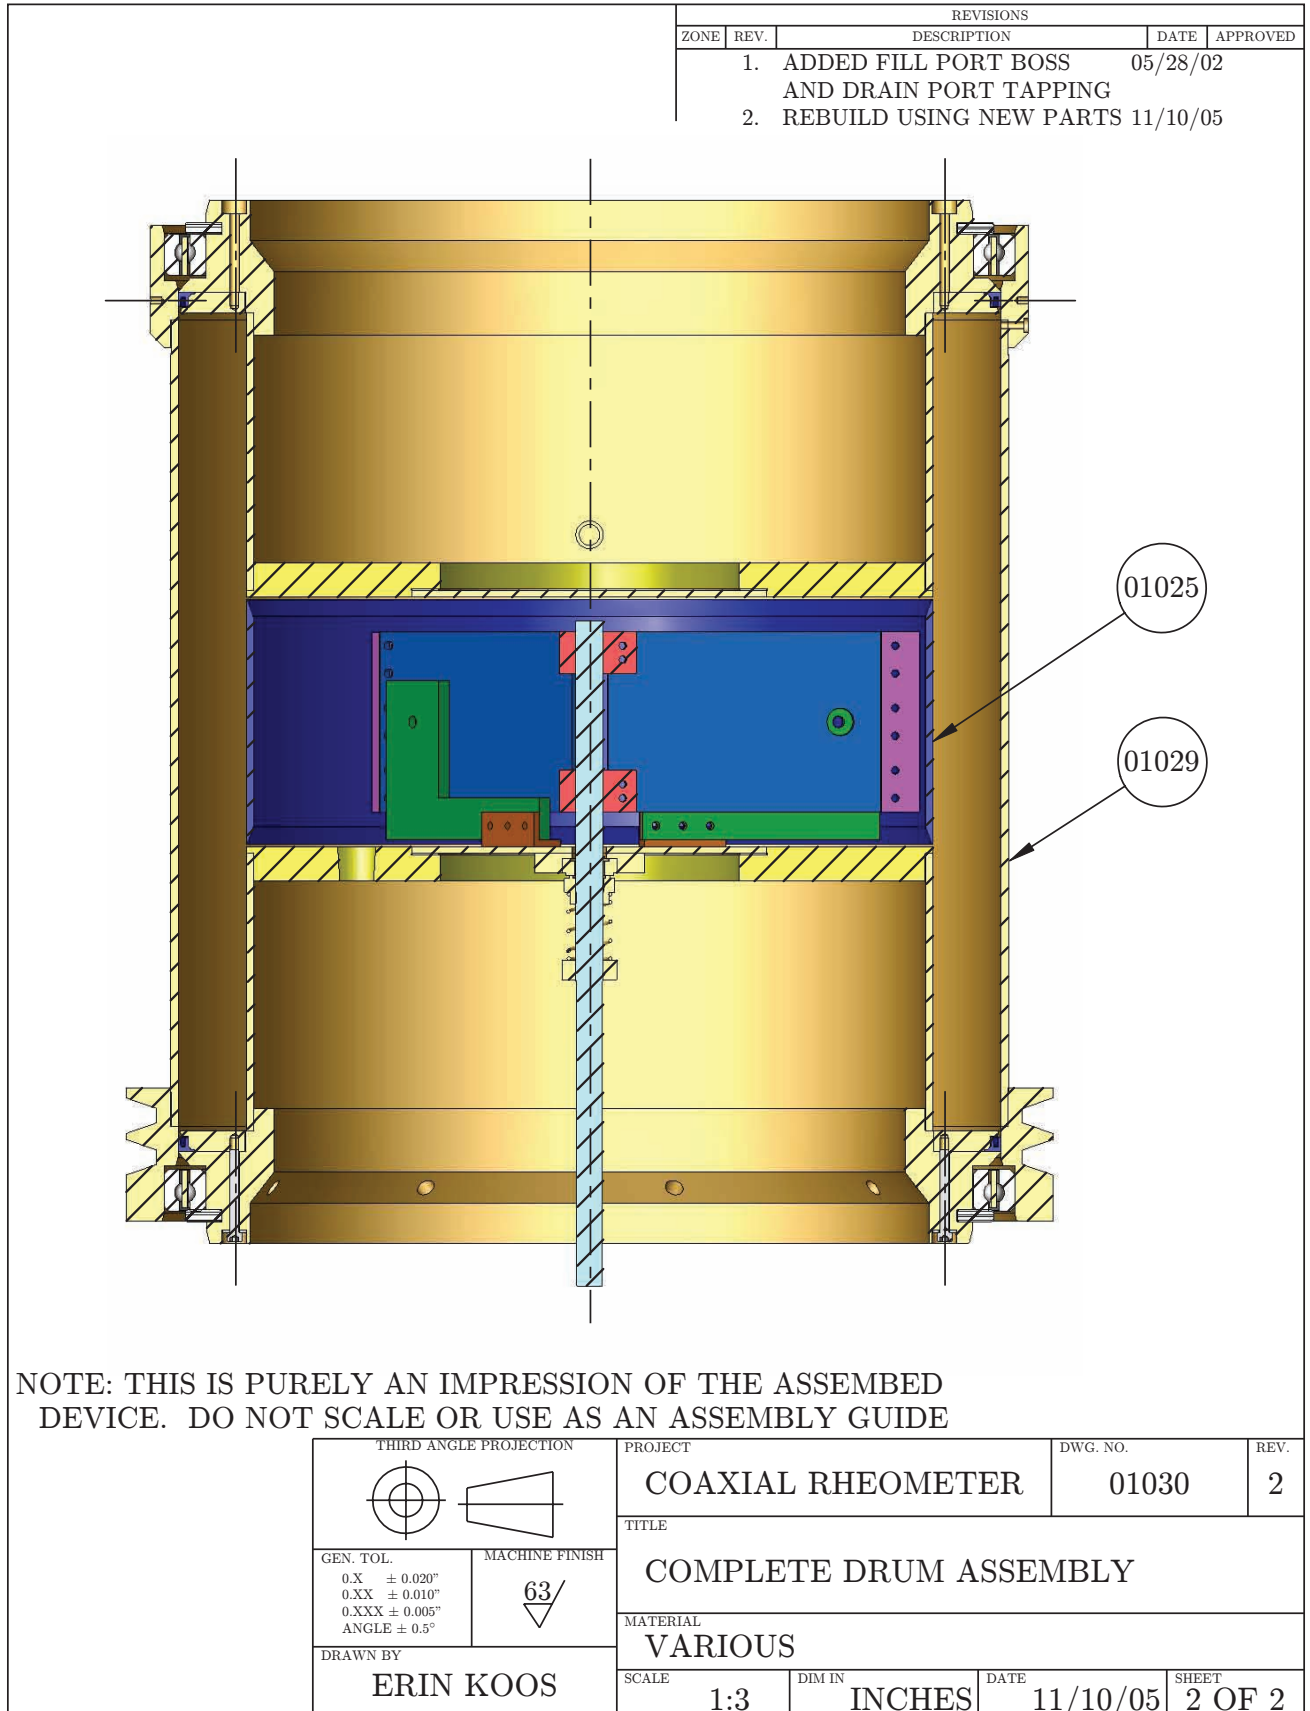 REVISIONS
ZONE REV. DESCRIPTION DATE APPROVED
1. ADDED FILL PORT BOSS 05/28/02
AND DRAIN PORT TAPPING
2. REBUILD USING NEW PARTS 11/10/05
01025
01029
NOTE: THIS IS PURELY AN IMPRESSION OF THE ASSEMBED
DEVICE. DO NOT SCALE OR USE AS AN ASSEMBLY GUIDE
THIRD ANGLE PROJECTION
PROJECT
COAXIAL RHEOMETER
DWG. NO.
01030
REV.
2
TITLE
COMPLETE DRUM ASSEMBLY
GEN. TOL.
0.X ± 0.020"
0.XX ± 0.010"
0.XXX ± 0.005"
ANGLE ± 0.5°
MACHINE FINISH
63/
MATERIAL
VARIOUS
DRAWN BY
ERIN KOOS
SCALE
1:3
DIM IN
INCHES
DATE
11/10/05
SHEET
2 OF 2